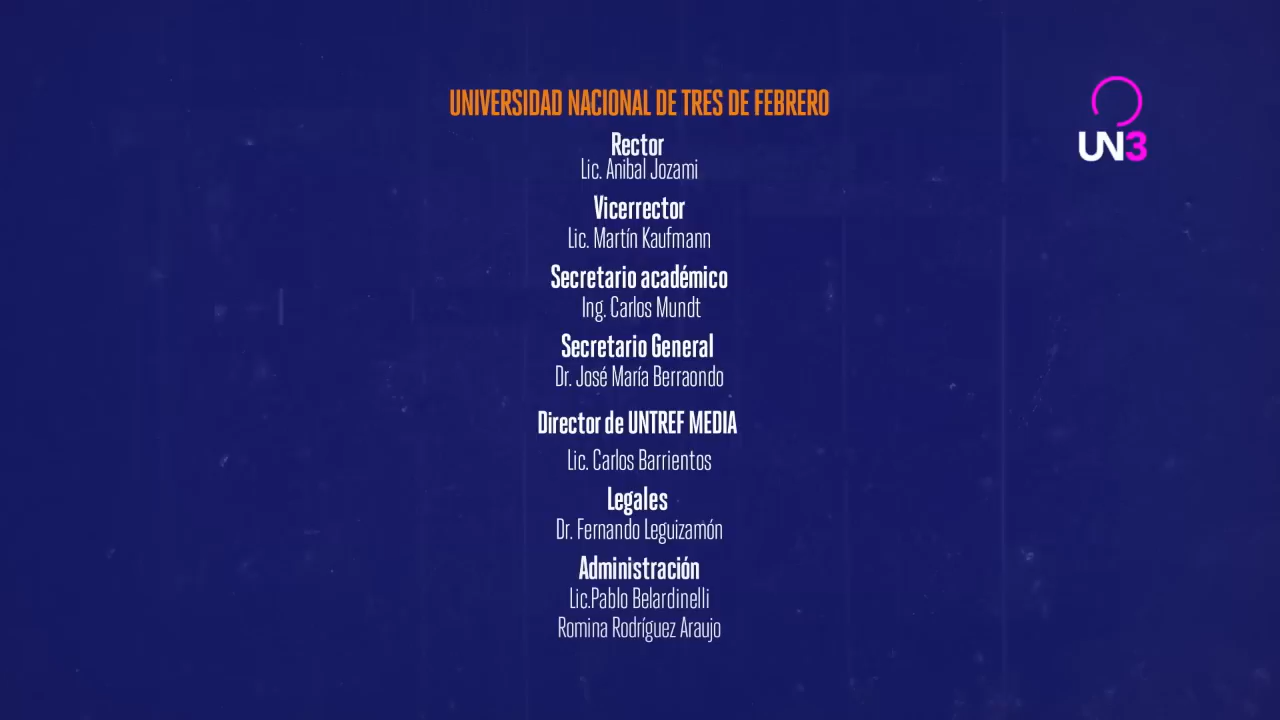 UNIVERSIDAD NACIONAL DE TRES DE FEBRERO
UN3
Rector
Lic. Anibal Jozami
Vicerrector
Lic. Martín Kaufmann
Secretario académico
Ing. Carlos Mundt
Secretario General
Dr. José María Berraondo
Director de UNTREF MEDIA
Lic. Carlos Barrientos
Legales
Dr. Fernando Leguizamón
Administración
Lic.Pablo Belardinelli
Romina Rodríguez Araujo